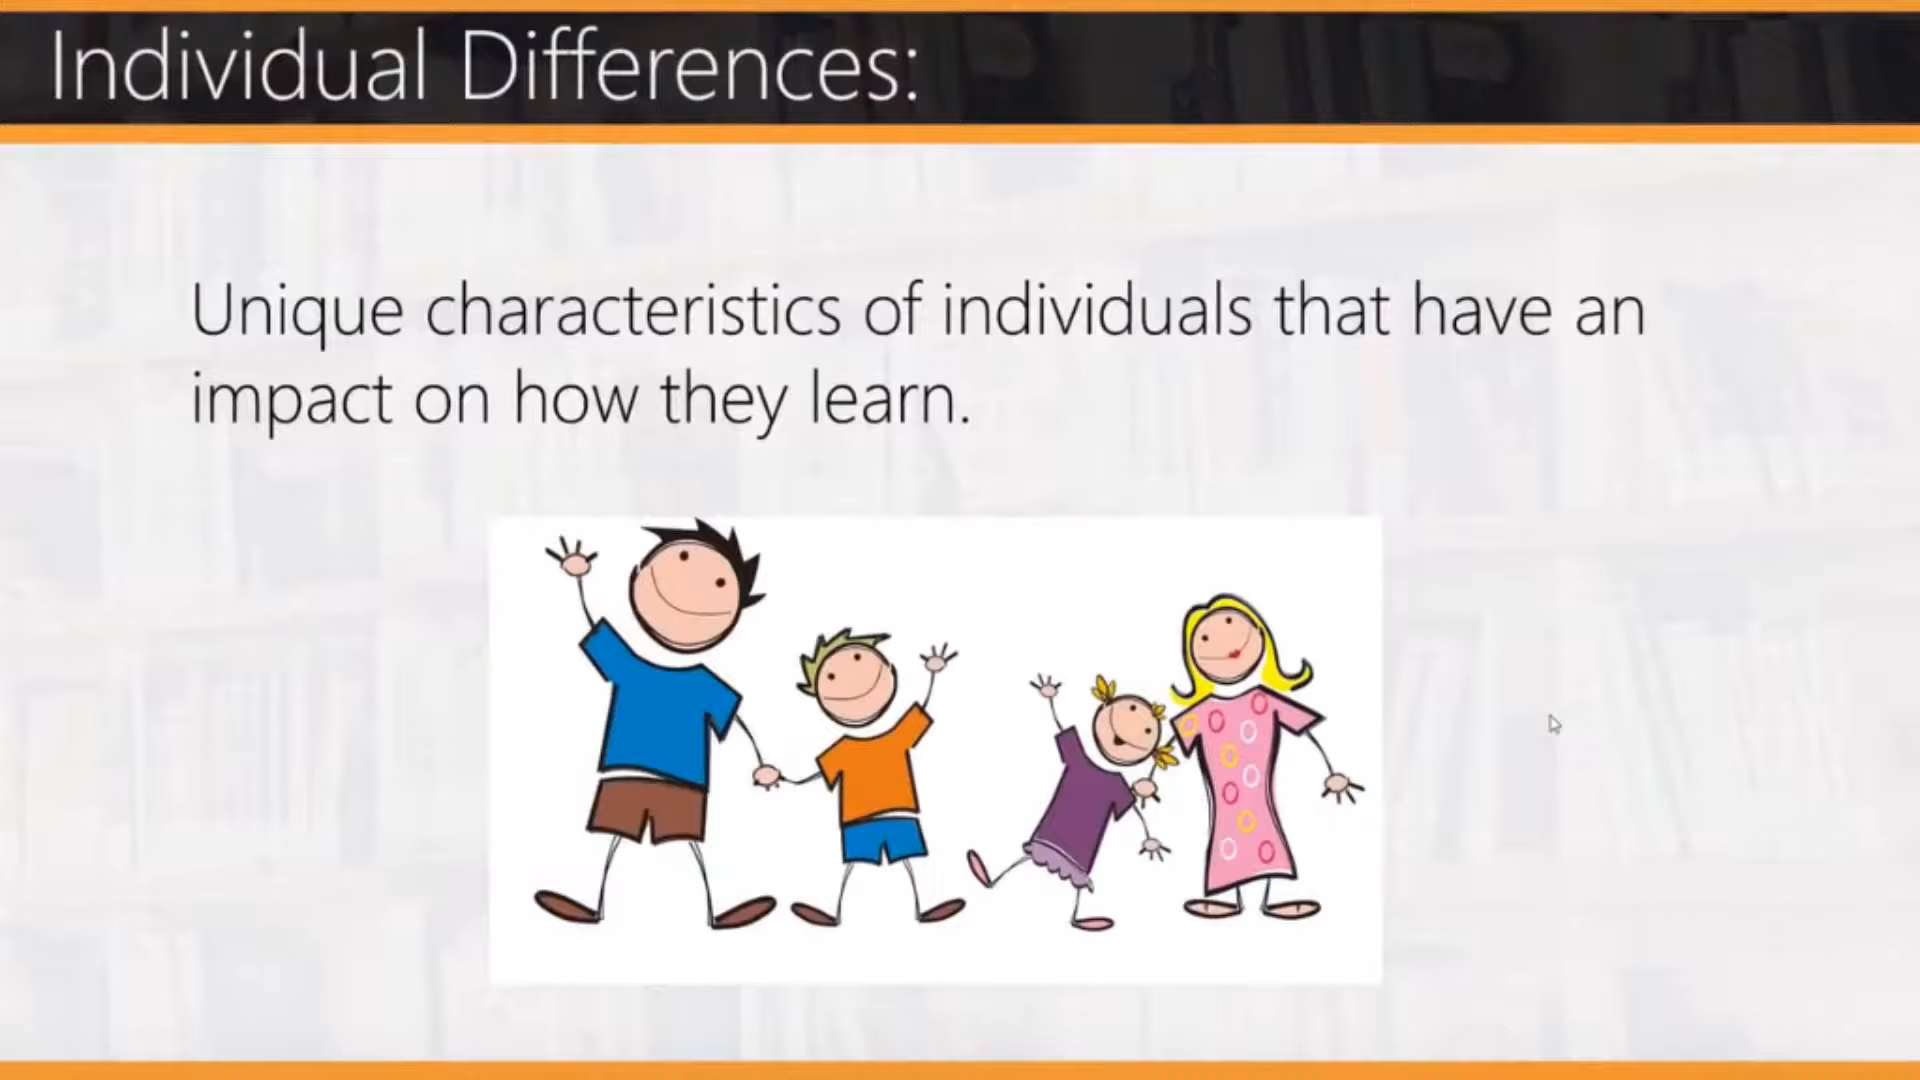 Individual Differences:
Unique characteristics of individuals that have an
impact on how they learn.